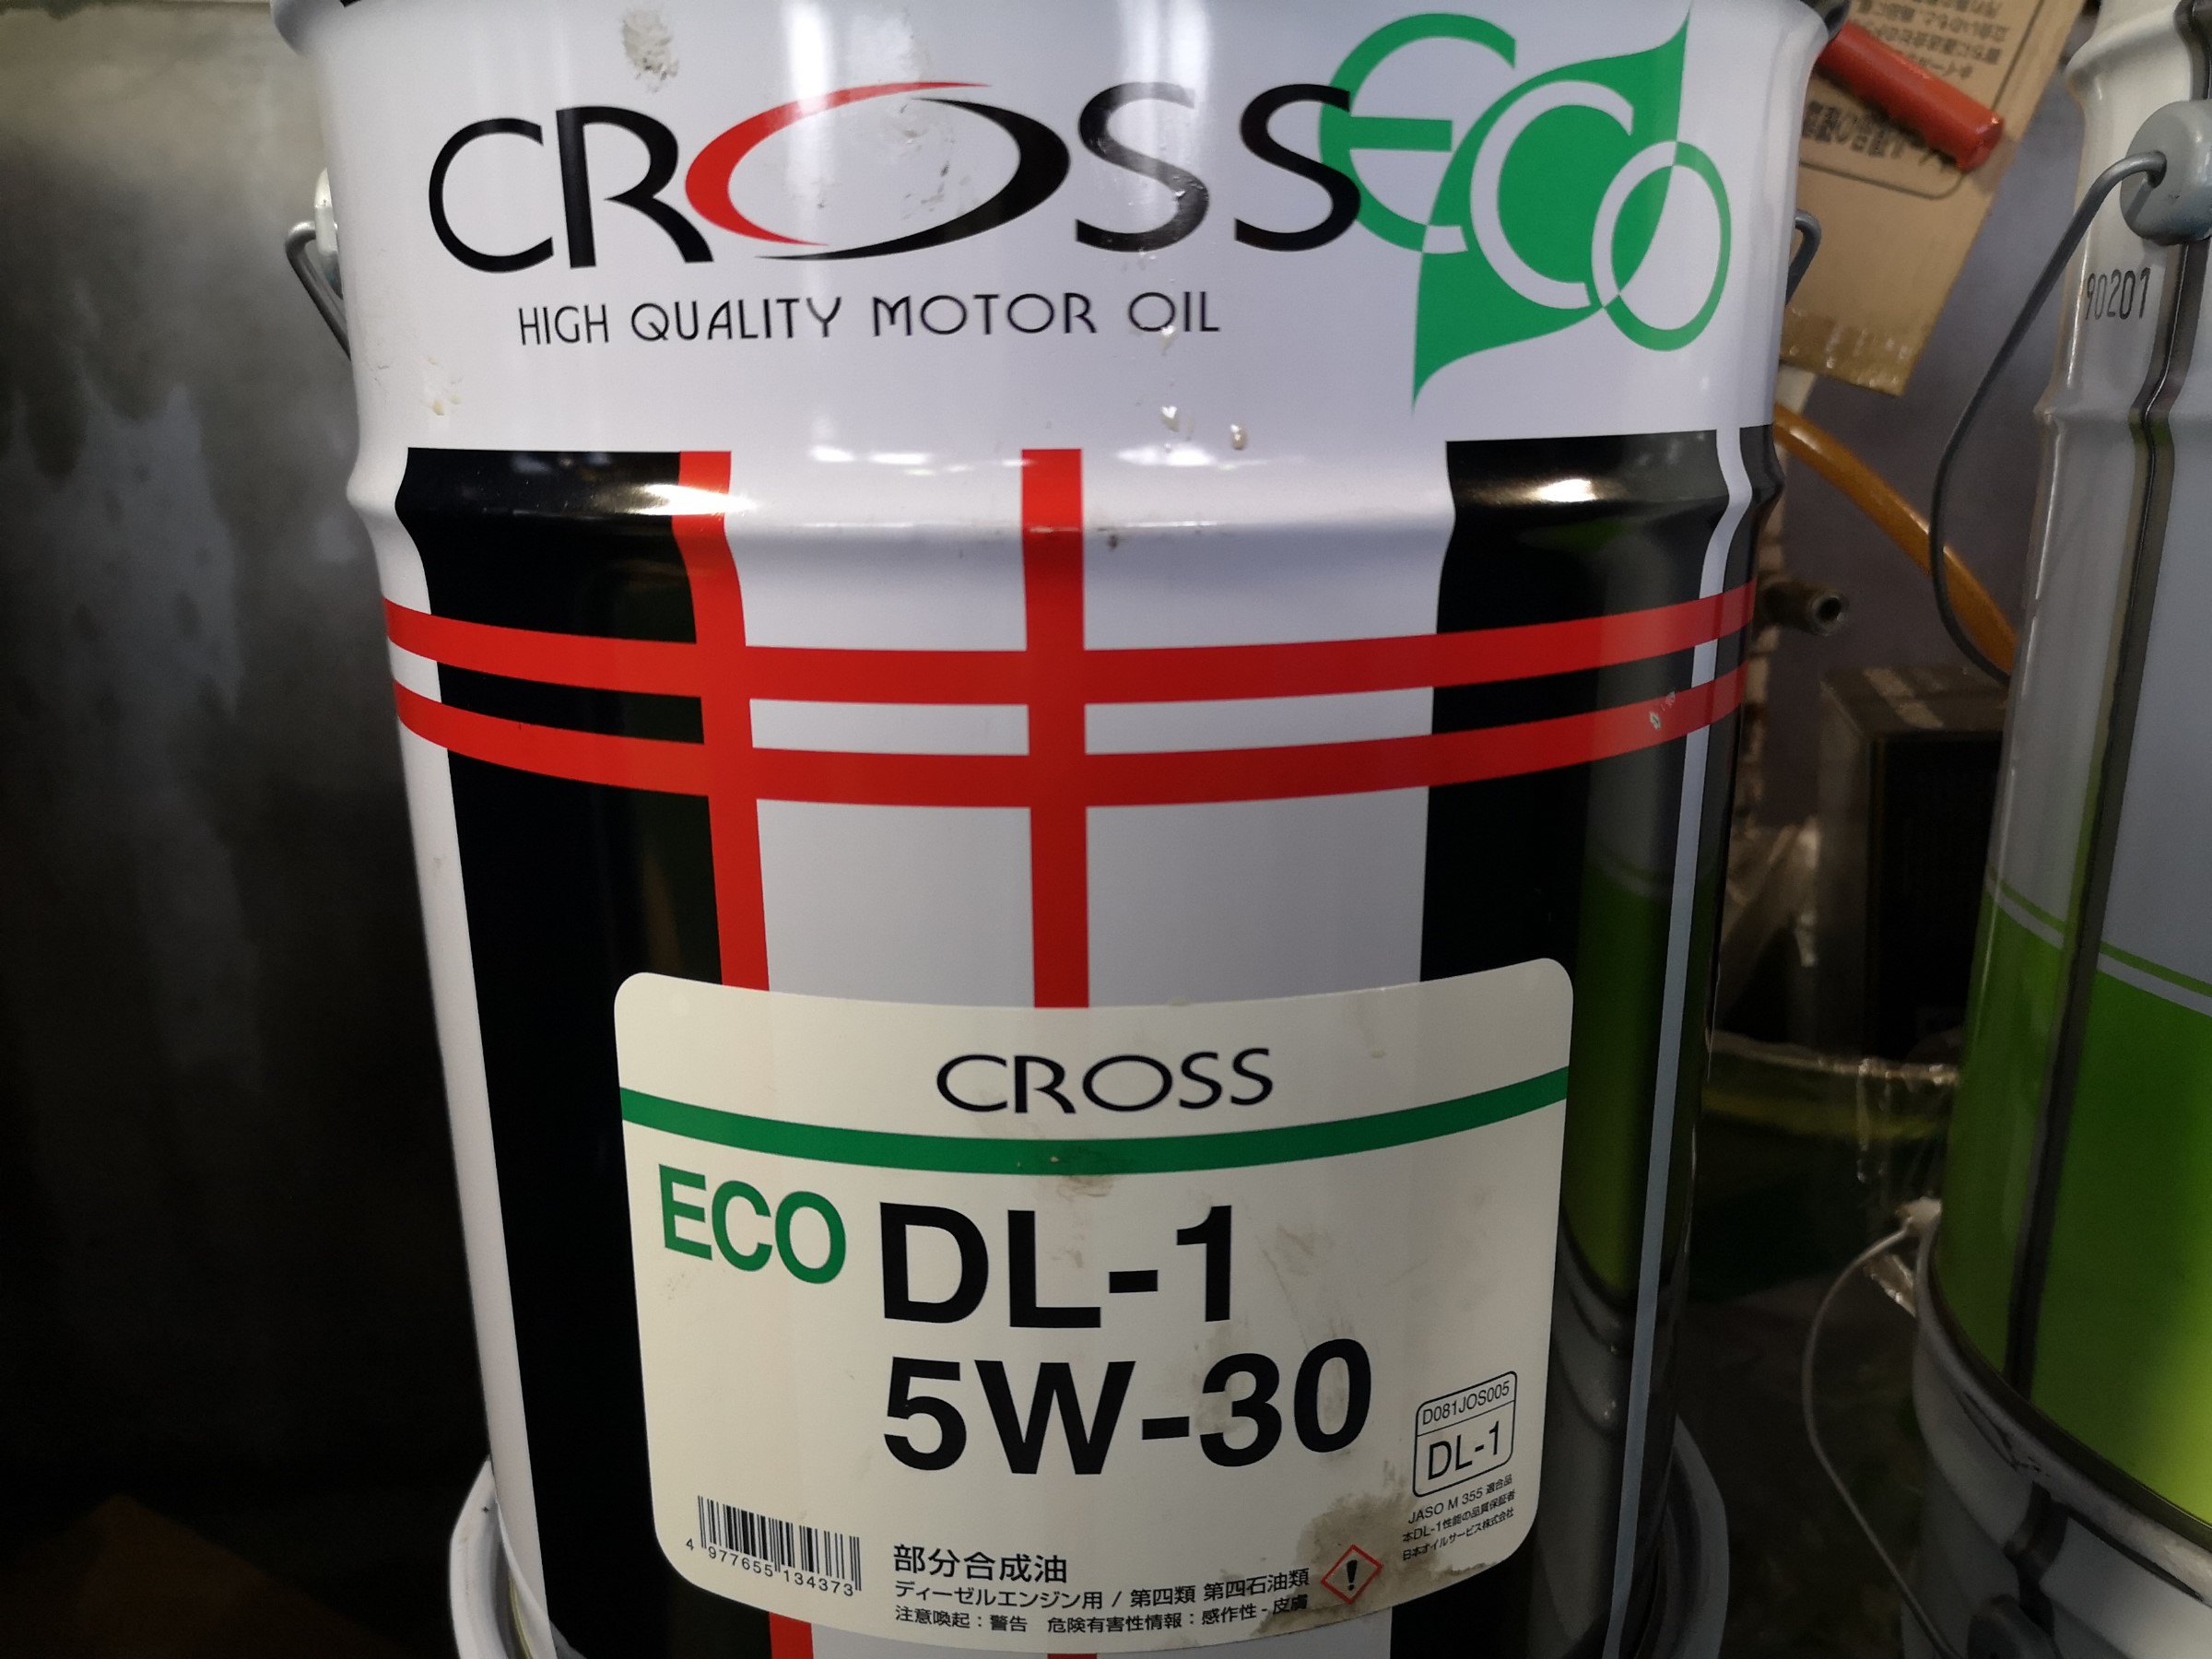 CROSS ECO
HIGH QUALITY MOTOR OIL
90201
CROSS
ECO DL-1
5W-30
D081JOS005
DL-1
JASO M 355 適合品
本DL-1性能の品質保証者
日本オイルサービス株式会社
4 977655 134373
部分合成油
ディーゼルエンジン用 / 第四類 第四石油類
注意喚起：警告 危険有害性情報：感作性 - 皮膚